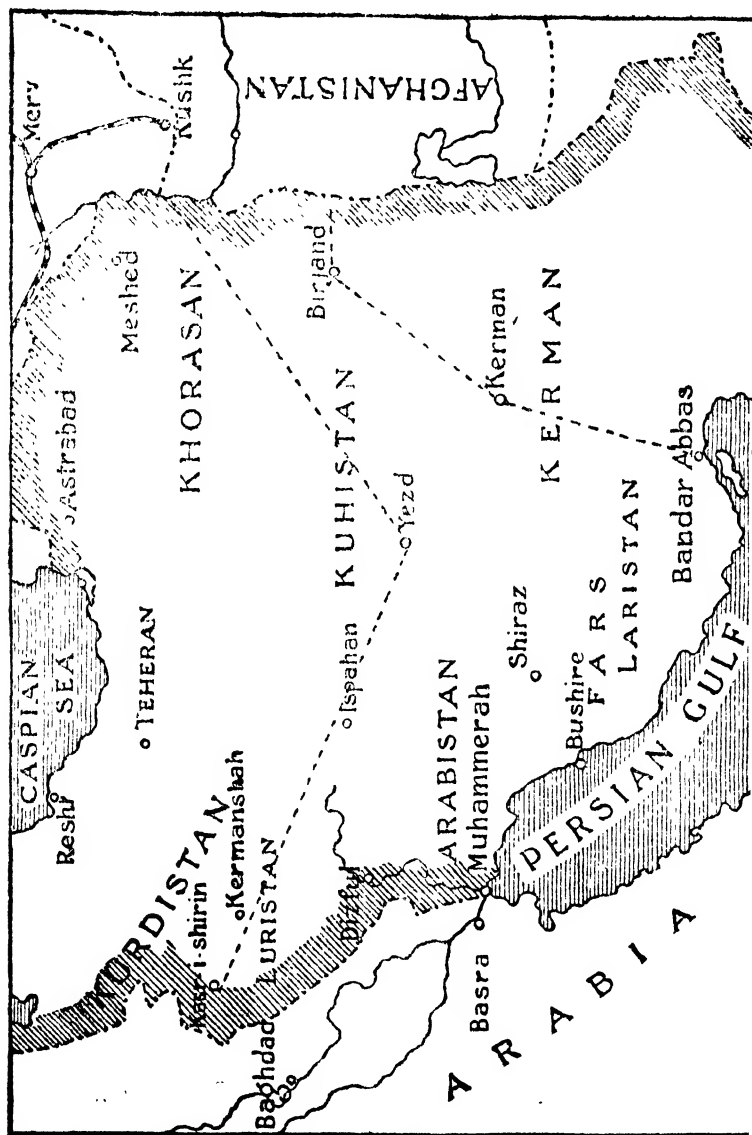 CASPIAN
SEA
Merv
Resht
Astrabad
Meshed
Kushk
TEHERAN
KURDISTAN
KHORASAN
Kasr-i-shirin
Kermanshah
AFGHANISTAN
LURISTAN
Baghdad
Birjand
KUHISTAN
Ispahan
Dizful
Yezd
ARABISTAN
Muhammerah
Kerman
Basra
Shiraz
KERMAN
Bushire
FARS
LARISTAN
Bandar Abbas
PERSIAN GULF
ARABIA